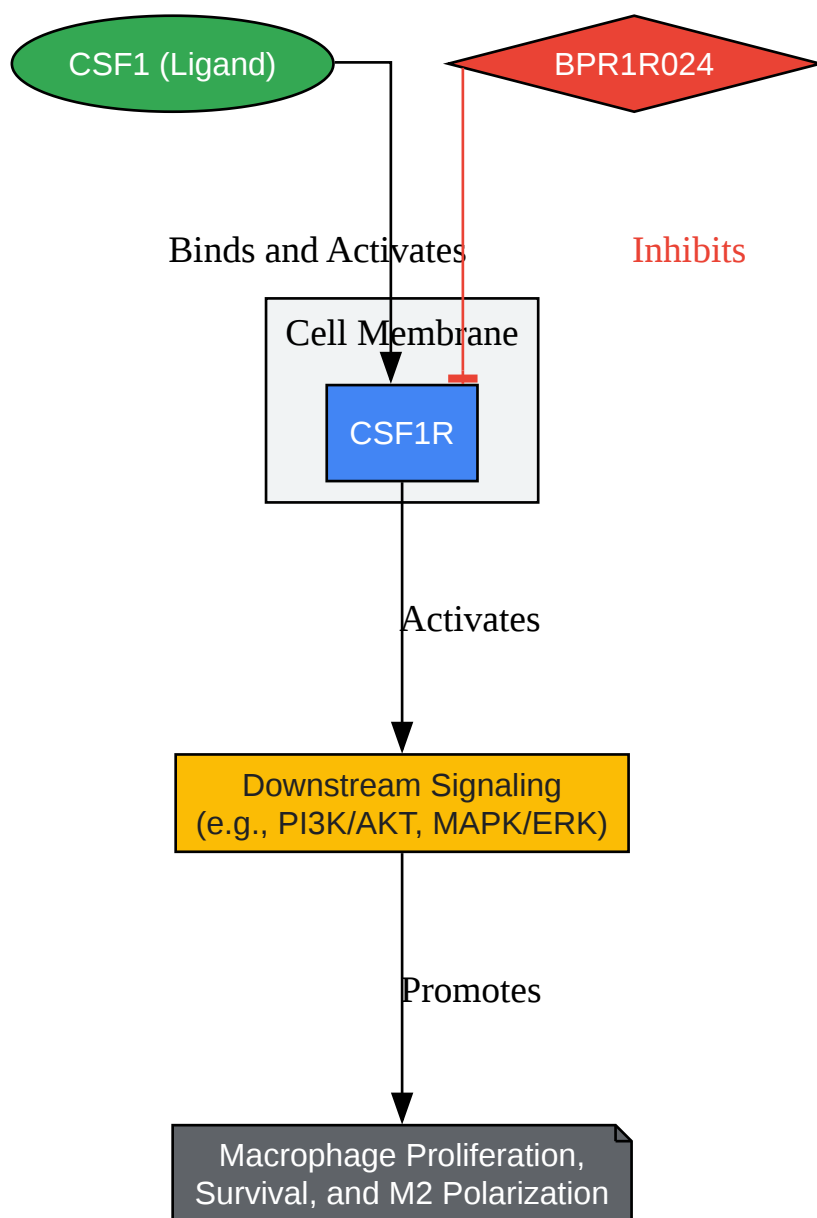 CSF1 (Ligand)
BPR1R024
Binds and Activates
Inhibits
Cell Membrane
CSF1R
Activates
Downstream Signaling
(e.g., PI3K/AKT, MAPK/ERK)
Promotes
Macrophage Proliferation,
Survival, and M2 Polarization